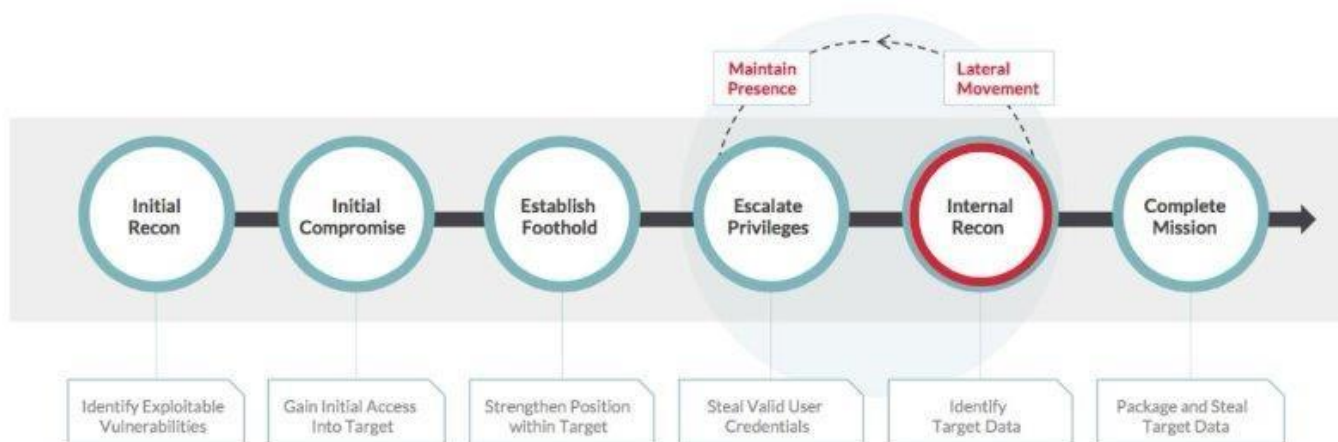 Maintain
Presence
Lateral
Movement
Initial
Recon
Initial
Compromise
Establish
Foothold
Escalate
Privileges
Internal
Recon
Complete
Mission
Identify Exploitable
Vulnerabilities
Gain Initial Access
Into Target
Strengthen Position
within Target
Steal Valid User
Credentials
Identify
Target Data
Package and Steal
Target Data